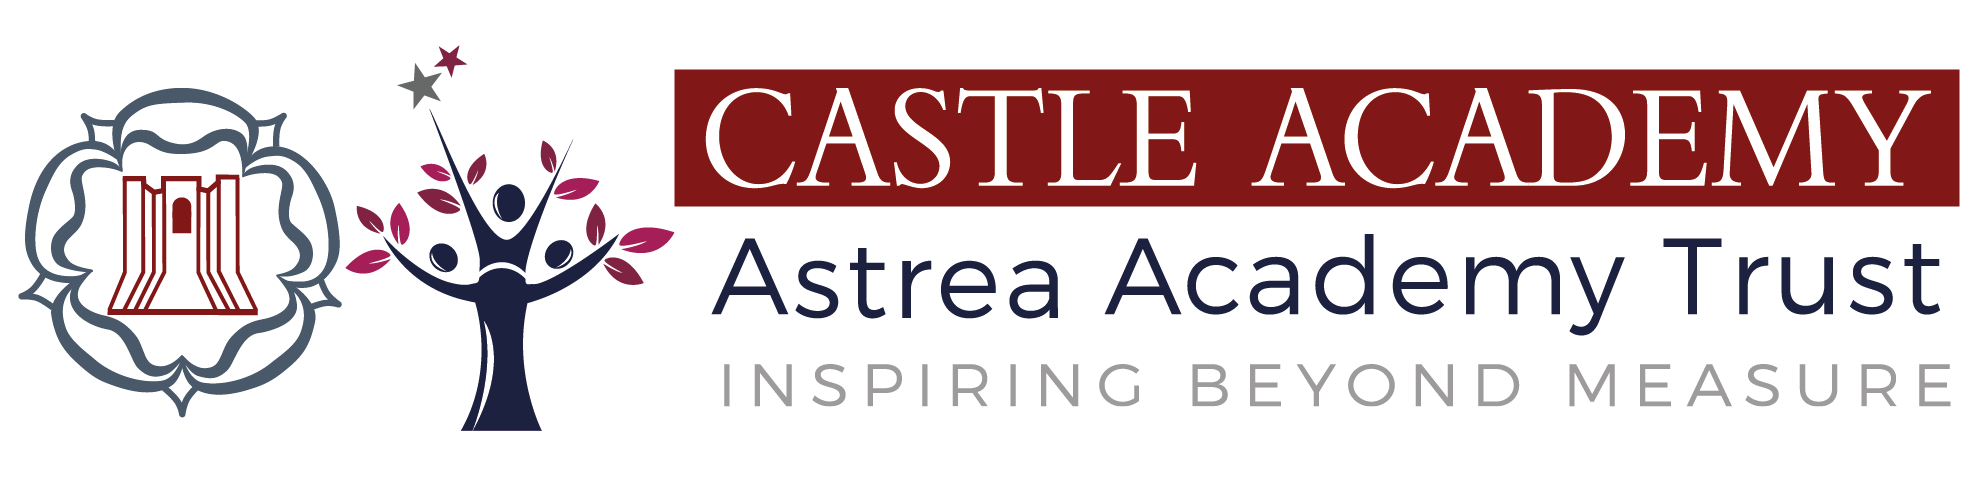 CASTLE ACADEMY
Astrea Academy Trust
INSPIRING BEYOND MEASURE